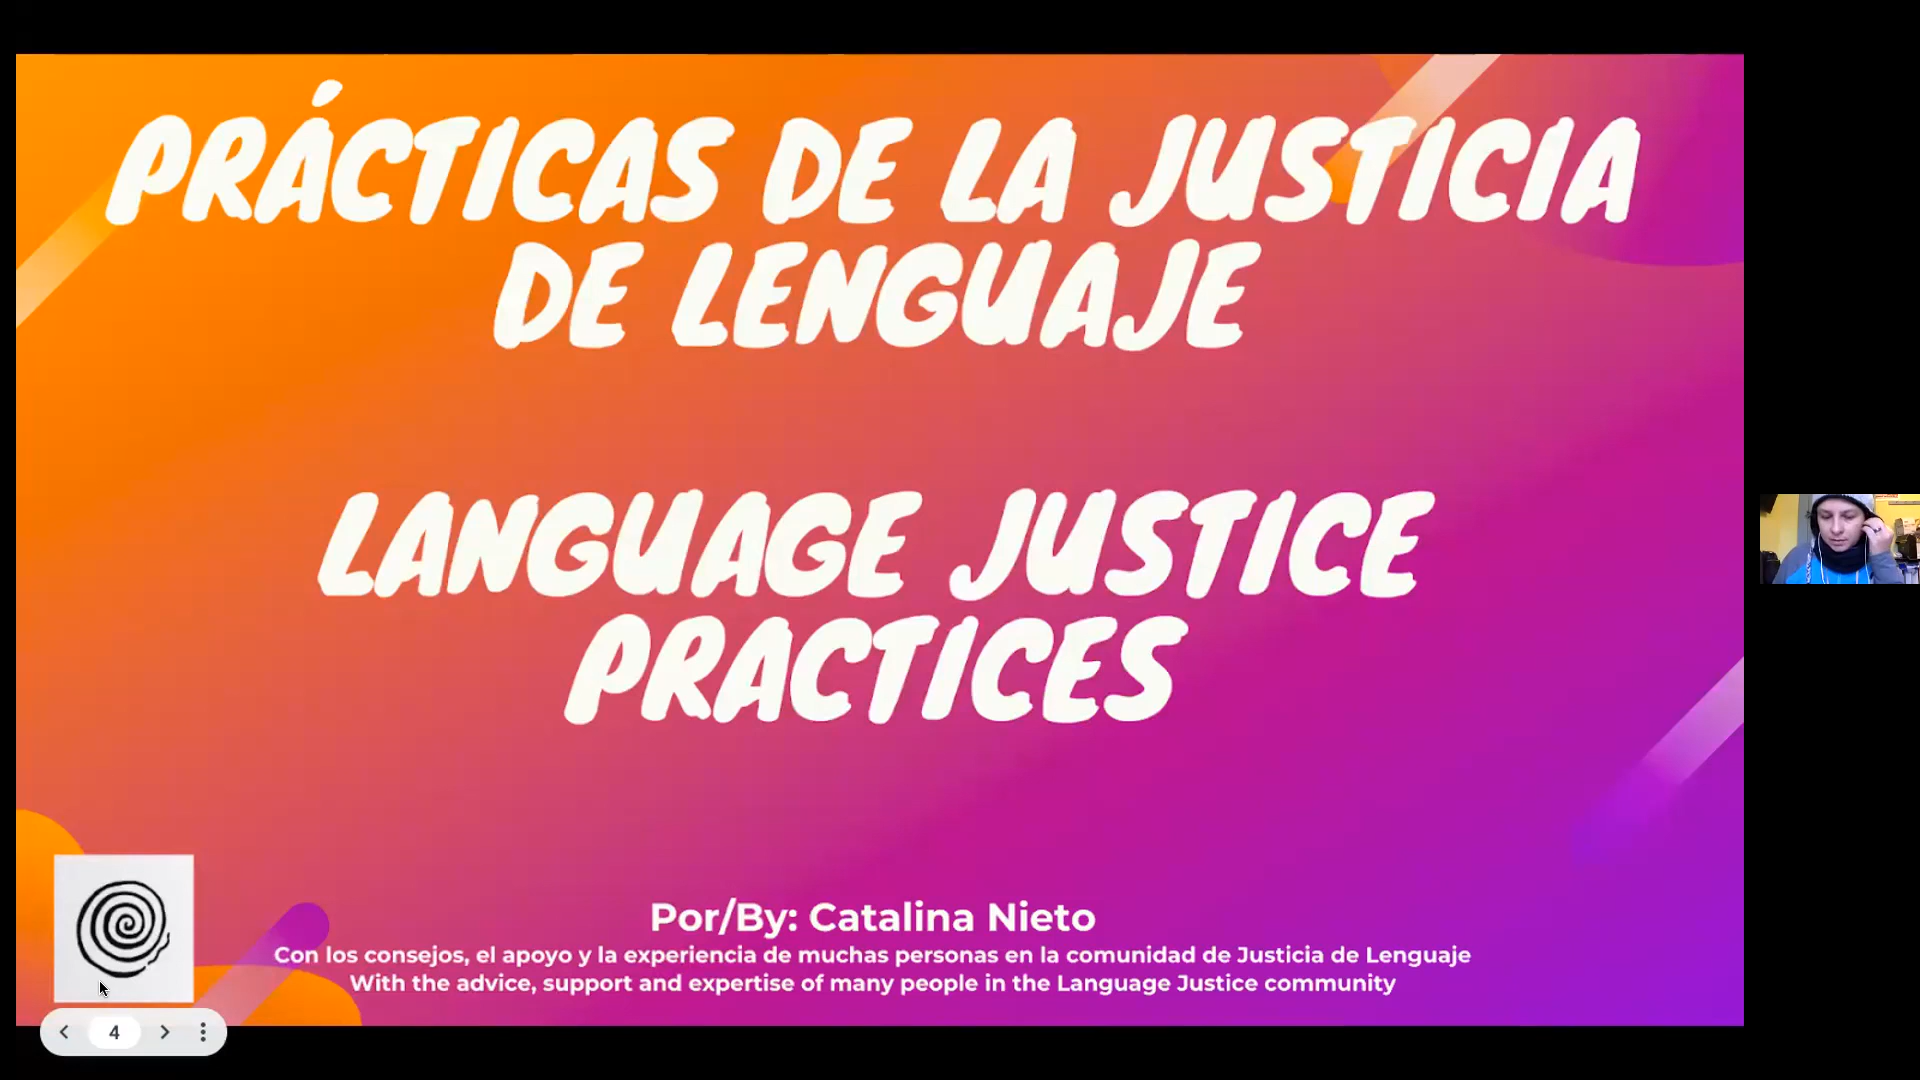 PRÁCTICAS DE LA JUSTICIA
DE LENGUAJE
LANGUAGE JUSTICE
PRACTICES
Por/By: Catalina Nieto
Con los consejos, el apoyo y la experiencia de muchas personas en la comunidad de Justicia de Lenguaje
With the advice, support and expertise of many people in the Language Justice community
4